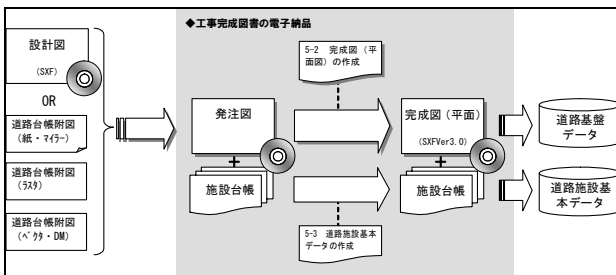 ◆工事完成図書の電子納品
設計図
(SXF)
OR
道路台帳附図
(紙・マイラー)
道路台帳附図
(ラスタ)
道路台帳附図
(ベクタ・DM)
5-2 完成図(平
面図)の作成
発注図
+
施設台帳
5-3 道路施設基本
データの作成
完成図(平面)
(SXFVer3.0)
+
施設台帳
道路基盤
データ
道路施設基
本データ